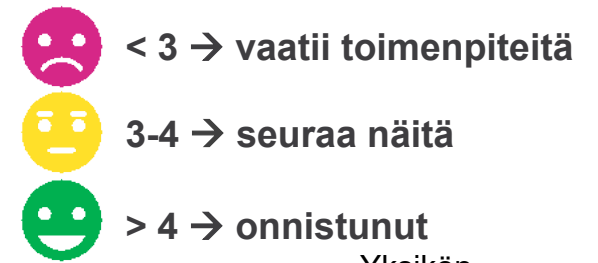 < 3 → vaatii toimenpiteitä
3-4 → seuraa näitä
> 4 → onnistunut